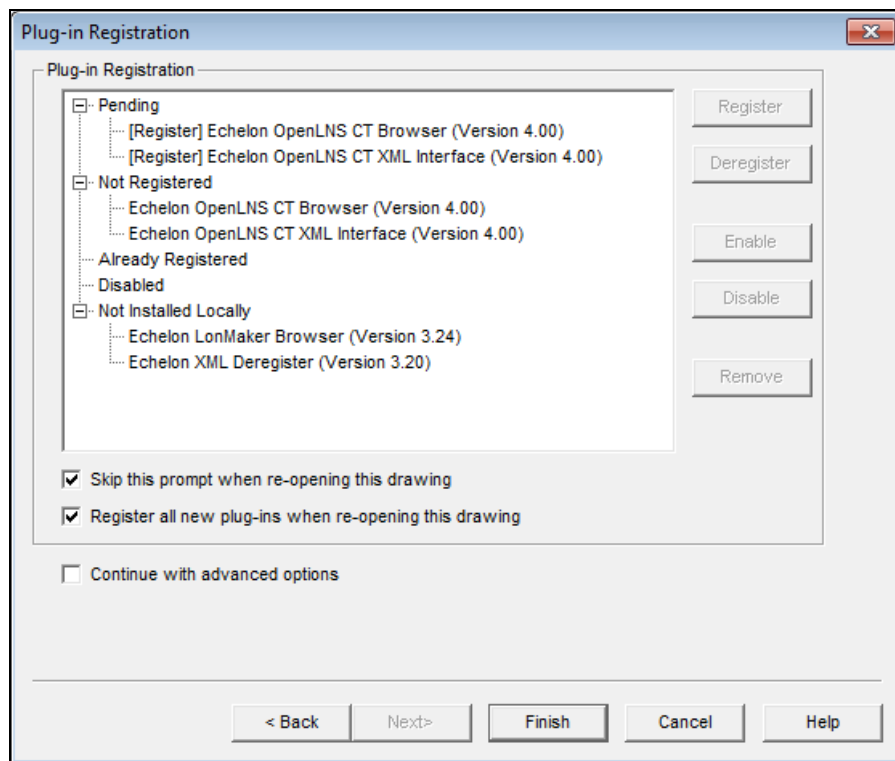 Plug-in Registration
Plug-in Registration
Pending
[Register] Echelon OpenLNS CT Browser (Version 4.00)
[Register] Echelon OpenLNS CT XML Interface (Version 4.00)
Not Registered
Echelon OpenLNS CT Browser (Version 4.00)
Echelon OpenLNS CT XML Interface (Version 4.00)
Already Registered
Disabled
Not Installed Locally
Echelon LonMaker Browser (Version 3.24)
Echelon XML Deregister (Version 3.20)
Register
Deregister
Enable
Disable
Remove
Skip this prompt when re-opening this drawing
Register all new plug-ins when re-opening this drawing
Continue with advanced options
< Back
Next>
Finish
Cancel
Help